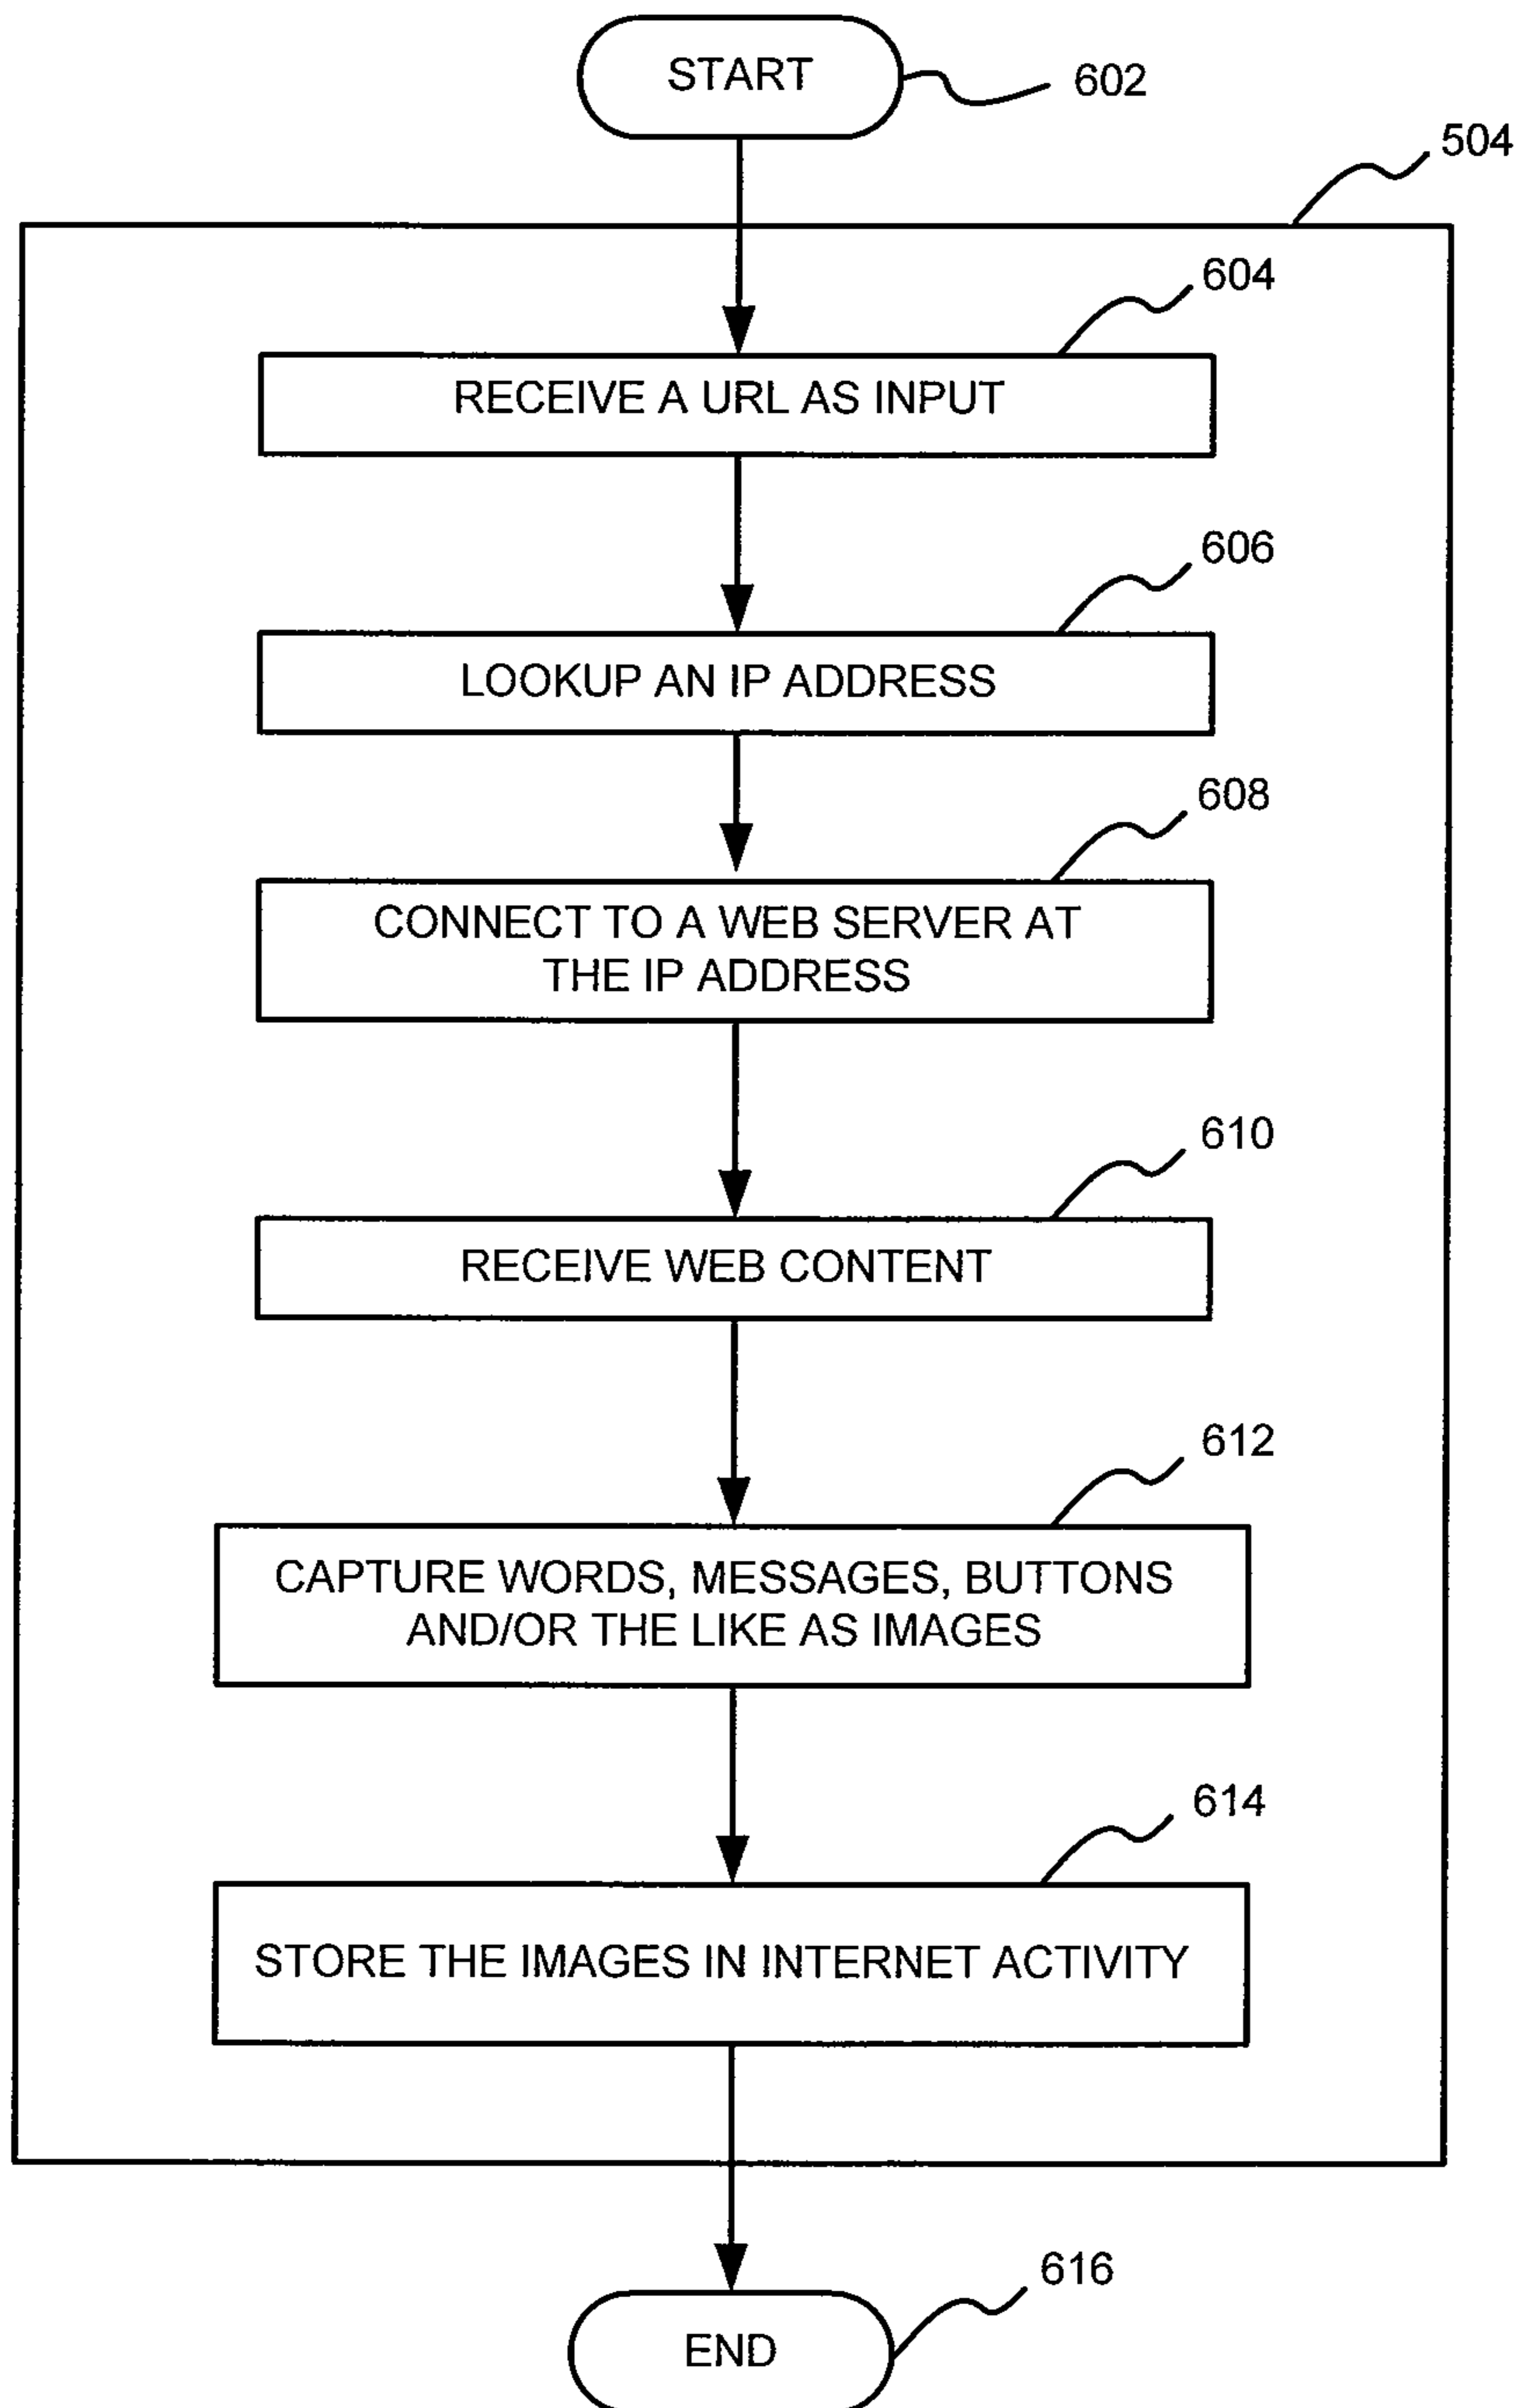 START
602
504
604
RECEIVE A URL AS INPUT
606
LOOKUP AN IP ADDRESS
608
CONNECT TO A WEB SERVER AT
THE IP ADDRESS
610
RECEIVE WEB CONTENT
612
CAPTURE WORDS, MESSAGES, BUTTONS
AND/OR THE LIKE AS IMAGES
614
STORE THE IMAGES IN INTERNET ACTIVITY
616
END